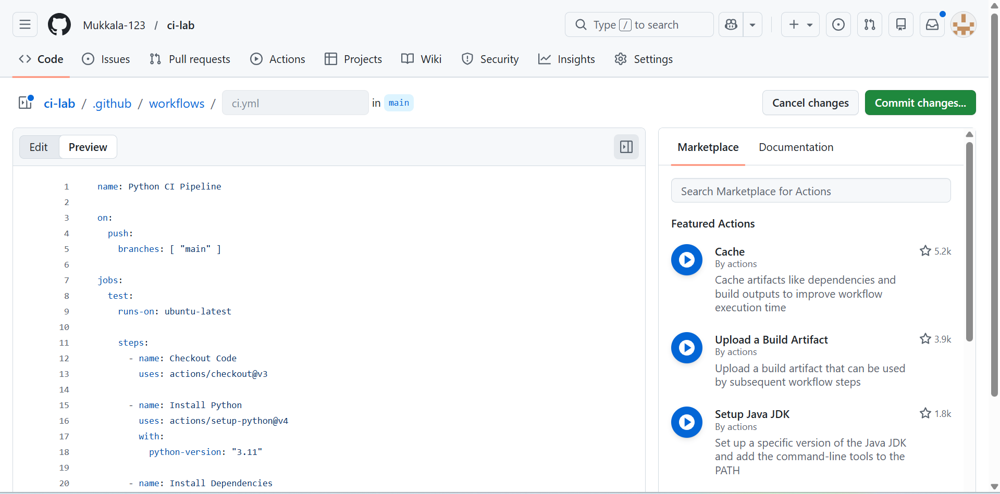 Mukkala-123 / ci-lab
Type / to search
Code
Issues
Pull requests
Actions
Projects
Wiki
Security
Insights
Settings
ci-lab / .github / workflows / ci.yml in main
Cancel changes
Commit changes...
Edit
Preview
1 name: Python CI Pipeline
2
3 on:
4 push:
5 branches: [ "main" ]
6
7 jobs:
8 test:
9 runs-on: ubuntu-latest
10
11 steps:
12 - name: Checkout Code
13 uses: actions/checkout@v3
14
15 - name: Install Python
16 uses: actions/setup-python@v4
17 with:
18 python-version: "3.11"
19
20 - name: Install Dependencies
Marketplace
Documentation
Search Marketplace for Actions
Featured Actions
Cache 5.2k
By actions
Cache artifacts like dependencies and
build outputs to improve workflow
execution time
Upload a Build Artifact 3.9k
By actions
Upload a build artifact that can be used
by subsequent workflow steps
Setup Java JDK 1.8k
By actions
Set up a specific version of the Java JDK
and add the command-line tools to the
PATH